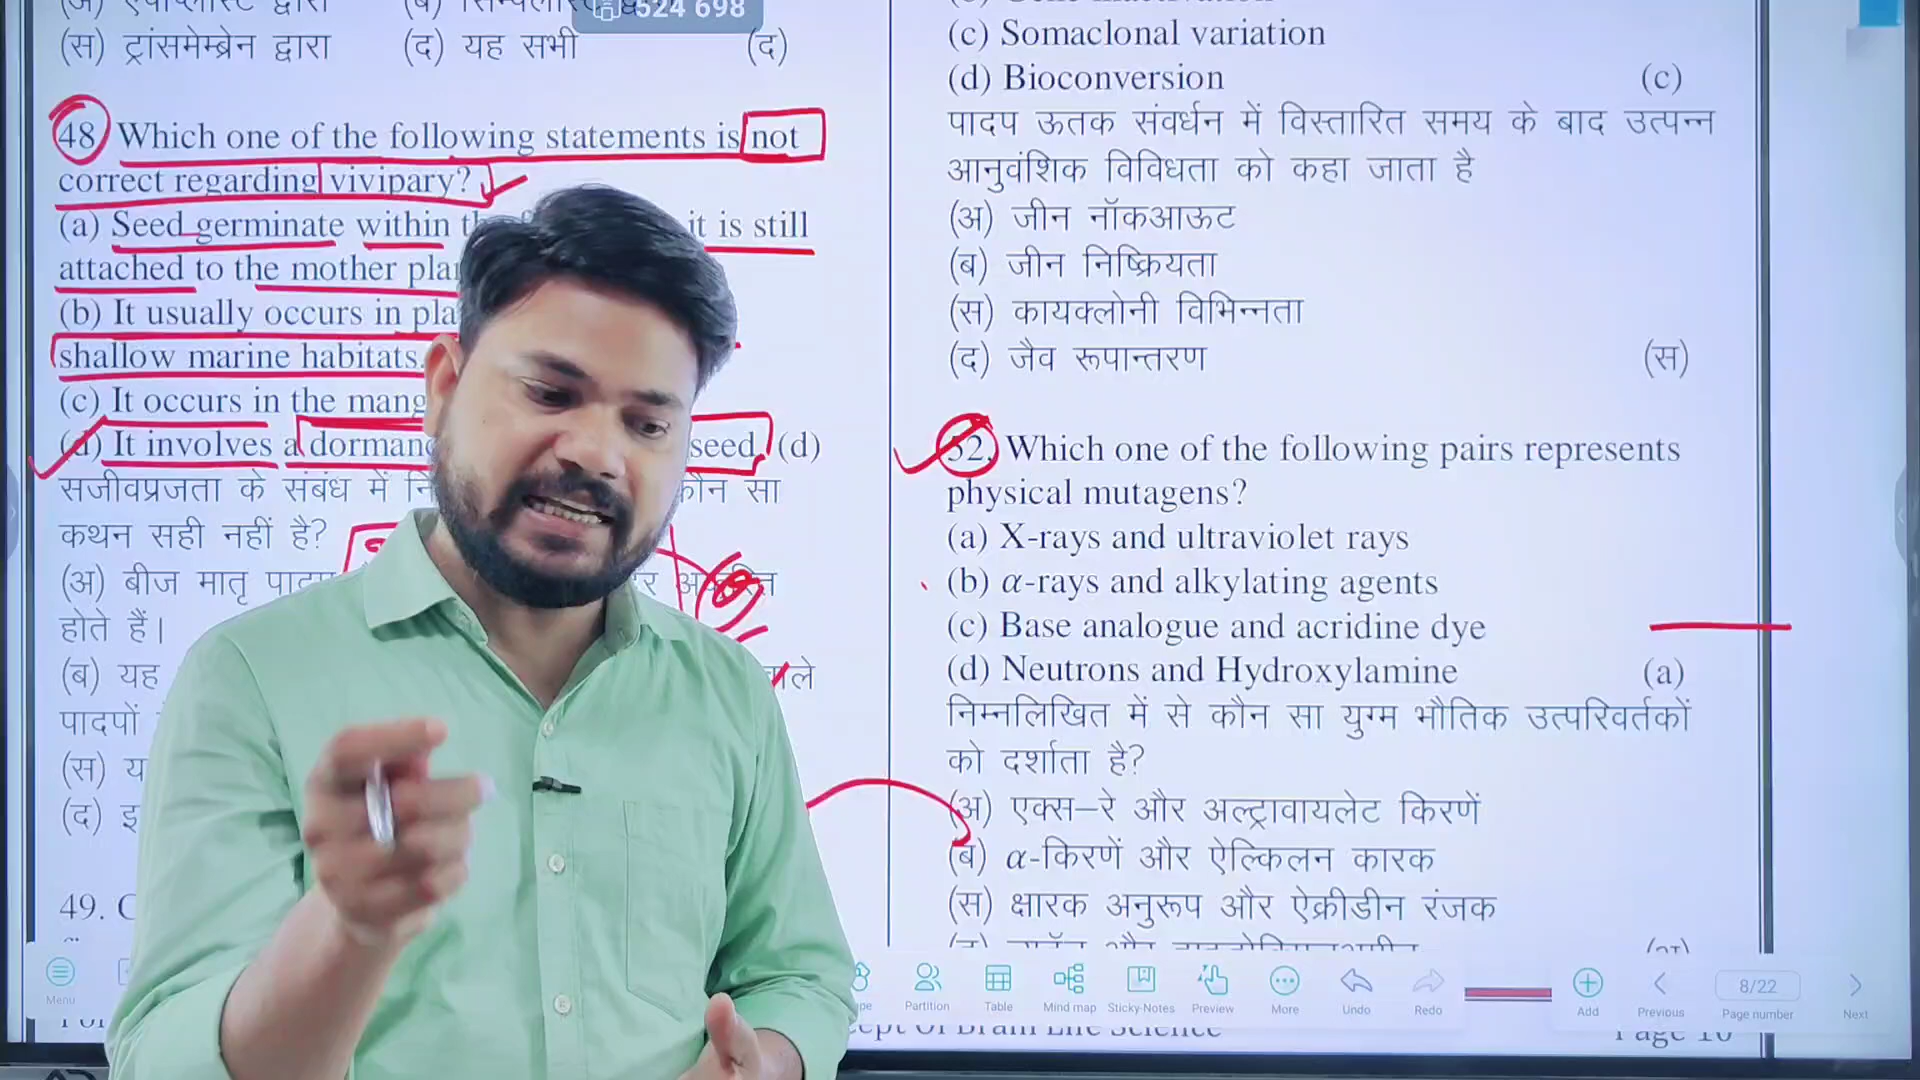 524 698
(स) ट्रांसमेम्ब्रेन द्वारा (द) यह सभी (द)
48. Which one of the following statements is not
correct regarding vivipary?
(a) Seed germinate within it is still
attached to the mother
(b) It usually occurs in
shallow marine habitats.
(c) It occurs in the
(d) It involves a seed. (d)
सजीवप्रजता के संबंध में कौन सा
कथन सही नहीं है?
(अ) बीज मातृ
होते हैं।
(ब) यह
पादपों
(स)
(द)
49.
(c) Somaclonal variation
(d) Bioconversion (c)
पादप ऊतक संवर्धन में विस्तारित समय के बाद उत्पन्न
आनुवंशिक विविधता को कहा जाता है
(अ) जीन नॉकआऊट
(ब) जीन निष्क्रियता
(स) कायक्लोनी विभिन्नता
(द) जैव रूपान्तरण (स)
52. Which one of the following pairs represents
physical mutagens?
(a) X-rays and ultraviolet rays
(b) α-rays and alkylating agents
(c) Base analogue and acridine dye
(d) Neutrons and Hydroxylamine (a)
निम्नलिखित में से कौन सा युग्म भौतिक उत्परिवर्तकों
को दर्शाता है?
(अ) एक्स–रे और अल्ट्रावायलेट किरणें
(ब) α-किरणें और ऐल्किलन कारक
(स) क्षारक अनुरूप और ऐक्रीडीन रंजक
Menu Partition Table Mind map Sticky-Notes Preview More Undo Redo Add Previous 8/22 Page number Next